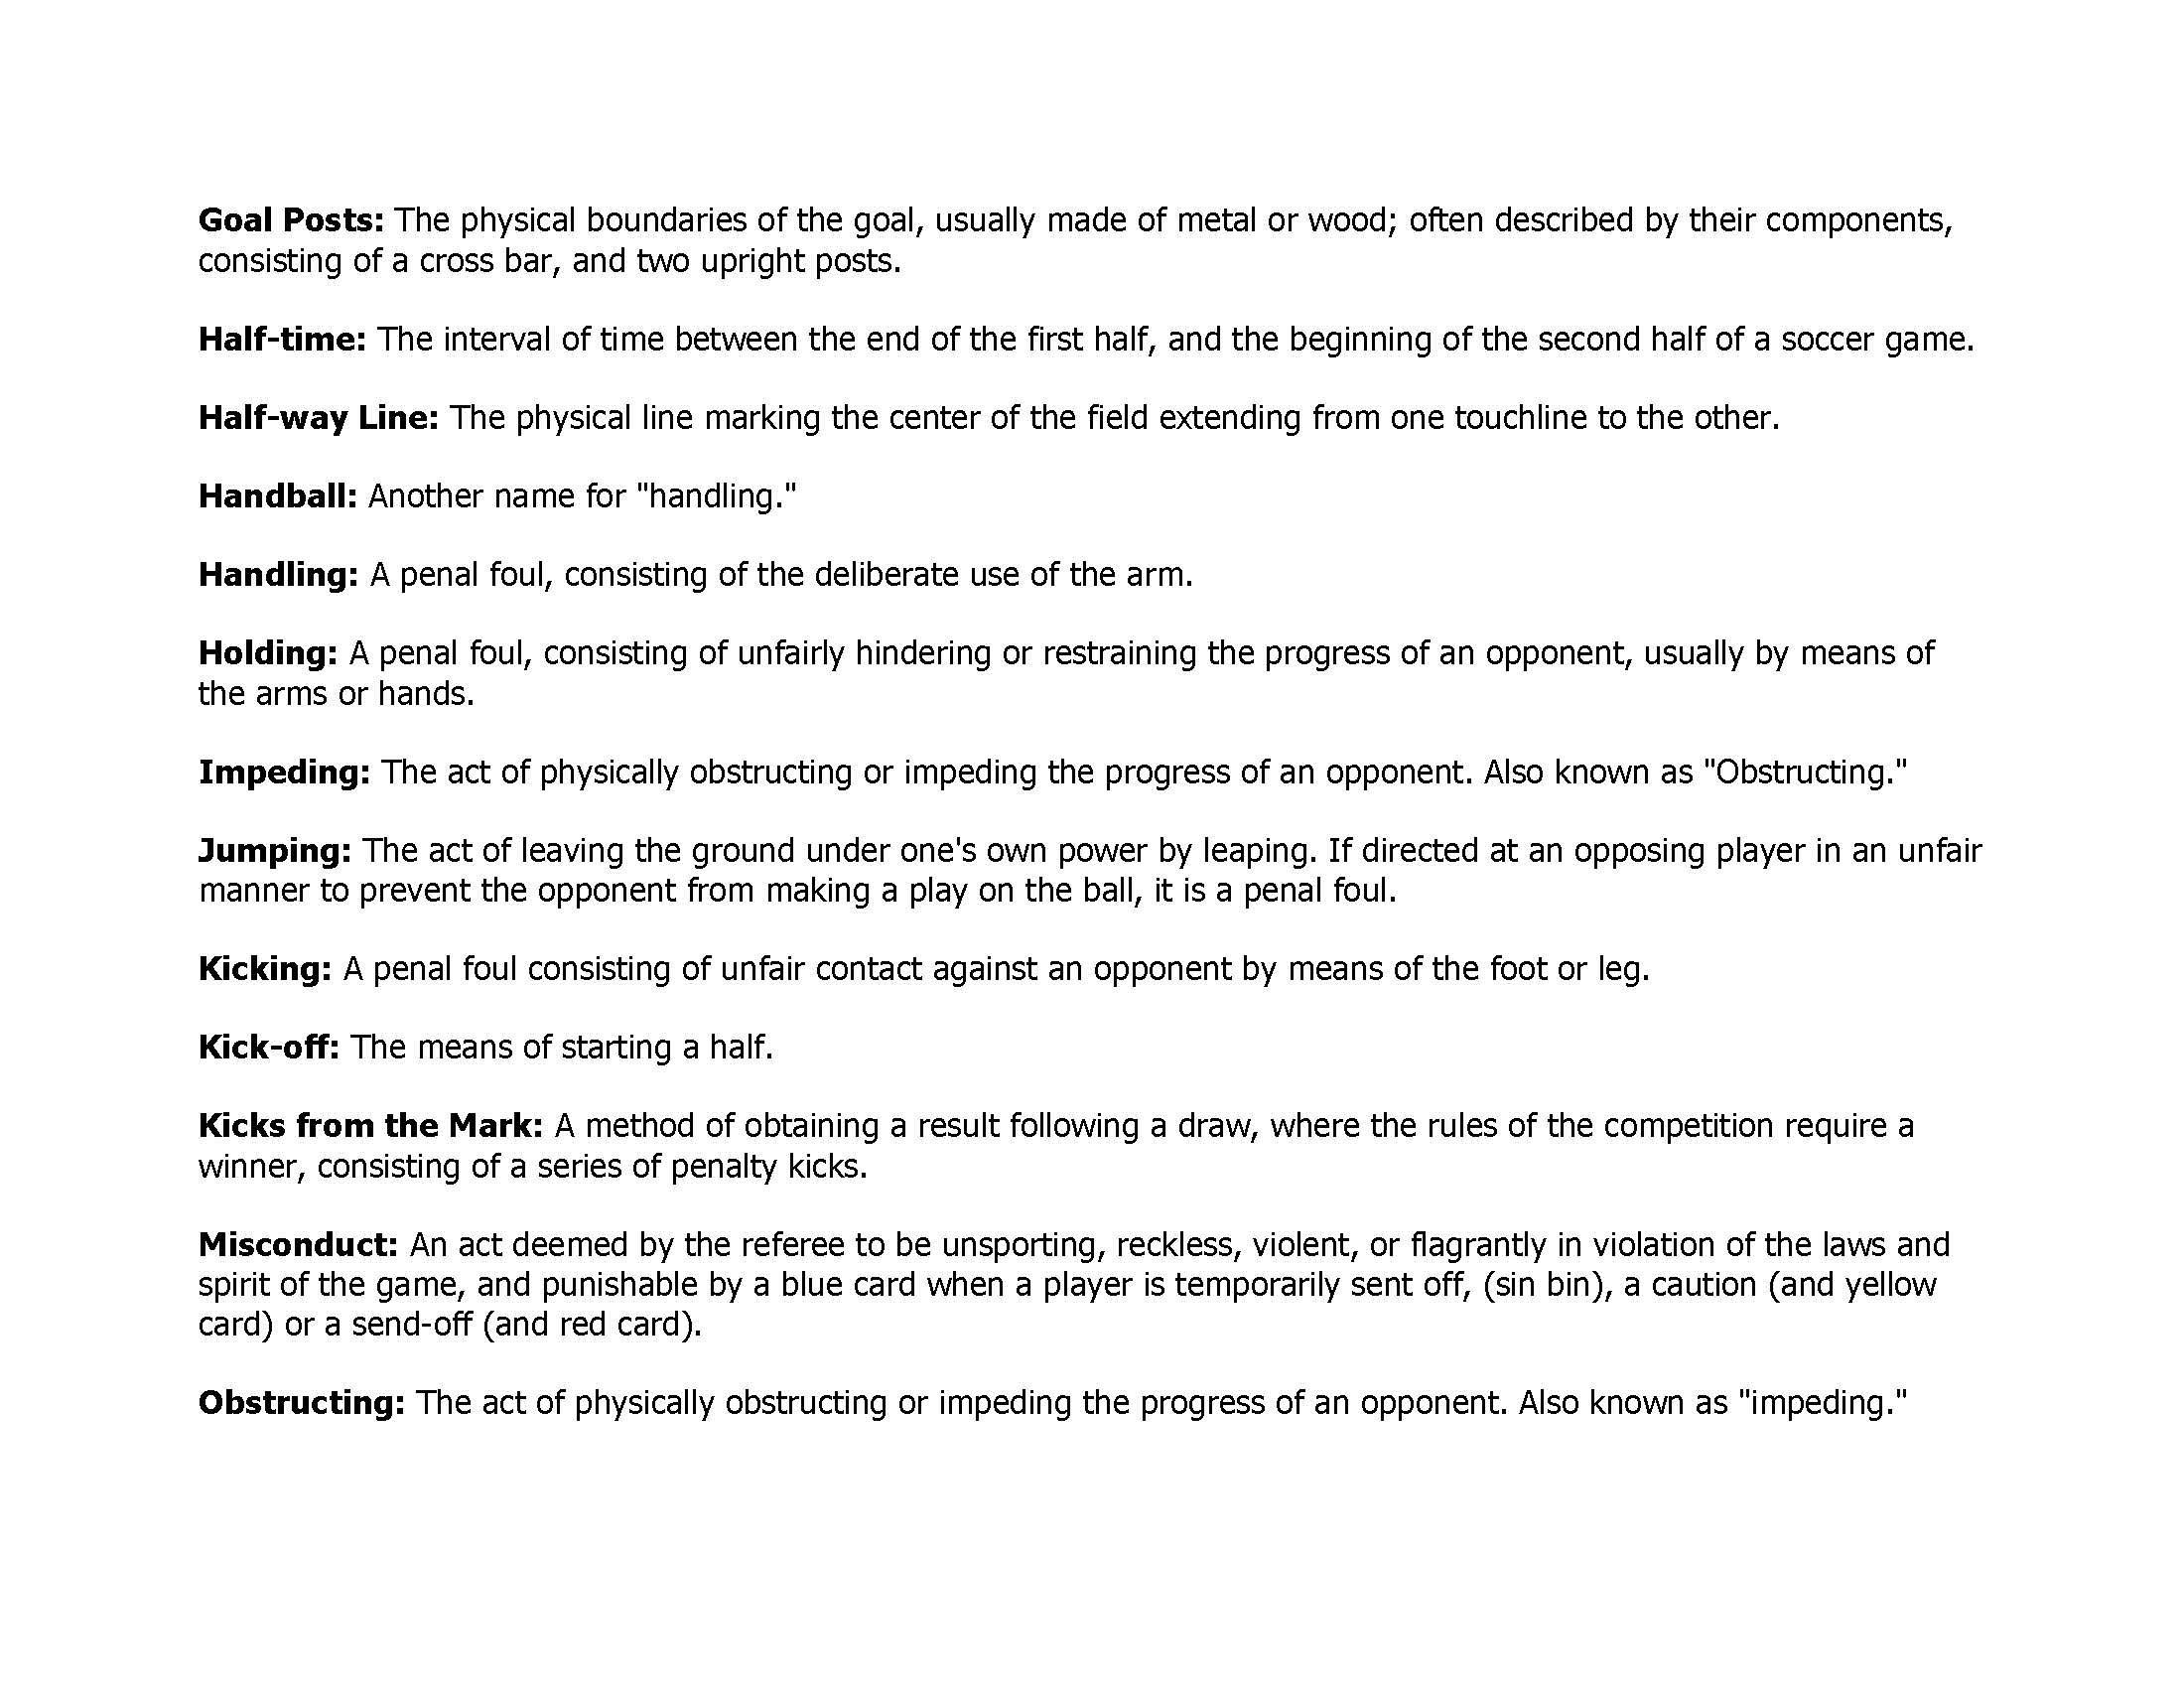 Goal Posts: The physical boundaries of the goal, usually made of metal or wood; often described by their components,
consisting of a cross bar, and two upright posts.
Half-time: The interval of time between the end of the first half, and the beginning of the second half of a soccer game.
Half-way Line: The physical line marking the center of the field extending from one touchline to the other.
Handball: Another name for "handling."
Handling: A penal foul, consisting of the deliberate use of the arm.
Holding: A penal foul, consisting of unfairly hindering or restraining the progress of an opponent, usually by means of
the arms or hands.
Impeding: The act of physically obstructing or impeding the progress of an opponent. Also known as "Obstructing."
Jumping: The act of leaving the ground under one's own power by leaping. If directed at an opposing player in an unfair
manner to prevent the opponent from making a play on the ball, it is a penal foul.
Kicking: A penal foul consisting of unfair contact against an opponent by means of the foot or leg.
Kick-off: The means of starting a half.
Kicks from the Mark: A method of obtaining a result following a draw, where the rules of the competition require a
winner, consisting of a series of penalty kicks.
Misconduct: An act deemed by the referee to be unsporting, reckless, violent, or flagrantly in violation of the laws and
spirit of the game, and punishable by a blue card when a player is temporarily sent off, (sin bin), a caution (and yellow
card) or a send-off (and red card).
Obstructing: The act of physically obstructing or impeding the progress of an opponent. Also known as "impeding."